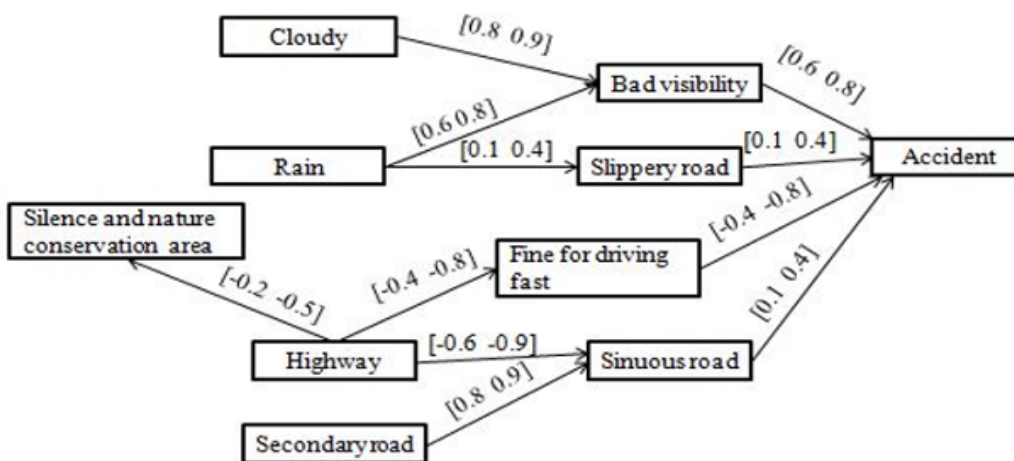 Cloudy
[0.8 0.9]
Bad visibility
[0.6 0.8]
[0.6 0.8]
Rain
[0.1 0.4]
Slippery road
[0.1 0.4]
Accident
Silence and nature
conservation area
[-0.2 -0.5]
[-0.4 -0.8]
Fine for driving
fast
[-0.4 -0.8]
Highway
[-0.6 -0.9]
Sinuous road
[0.1 0.4]
[0.8 0.9]
Secondary road